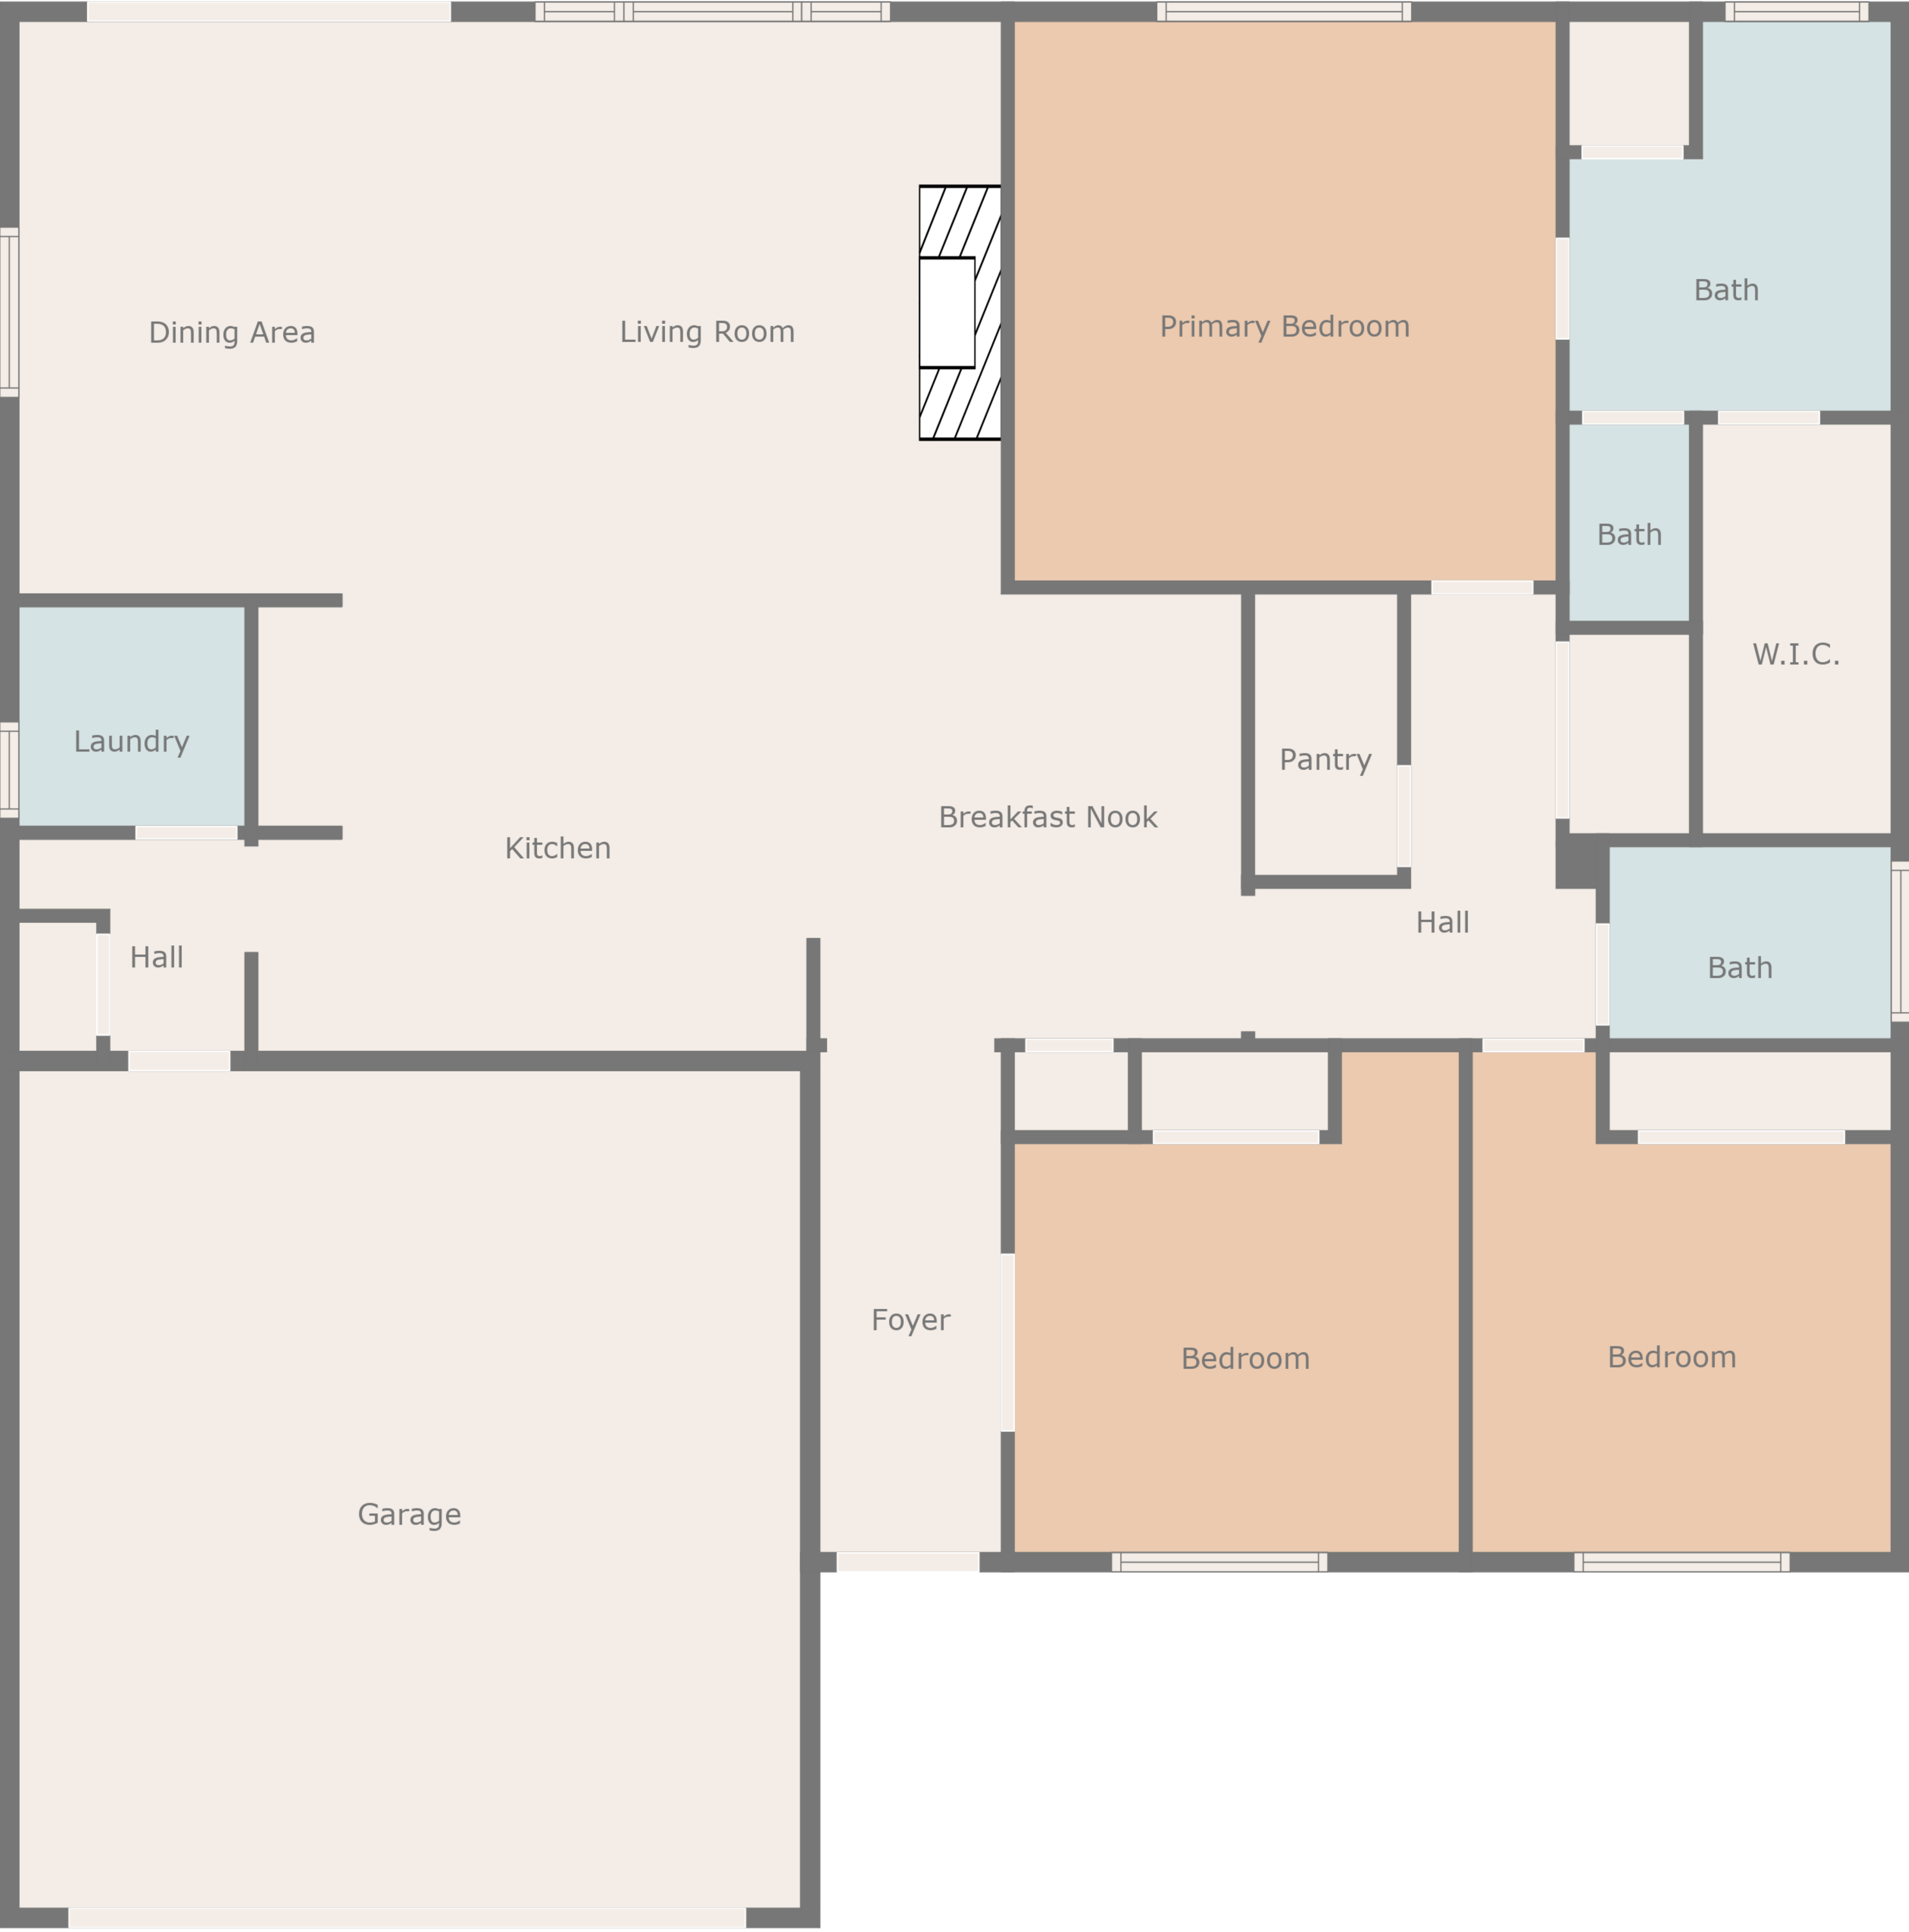 Bath
Primary Bedroom
Dining Area
Living Room
Bath
W.I.C.
Laundry
Pantry
Breakfast Nook
Kitchen
Hall
Hall
Bath
Foyer
Bedroom
Bedroom
Garage